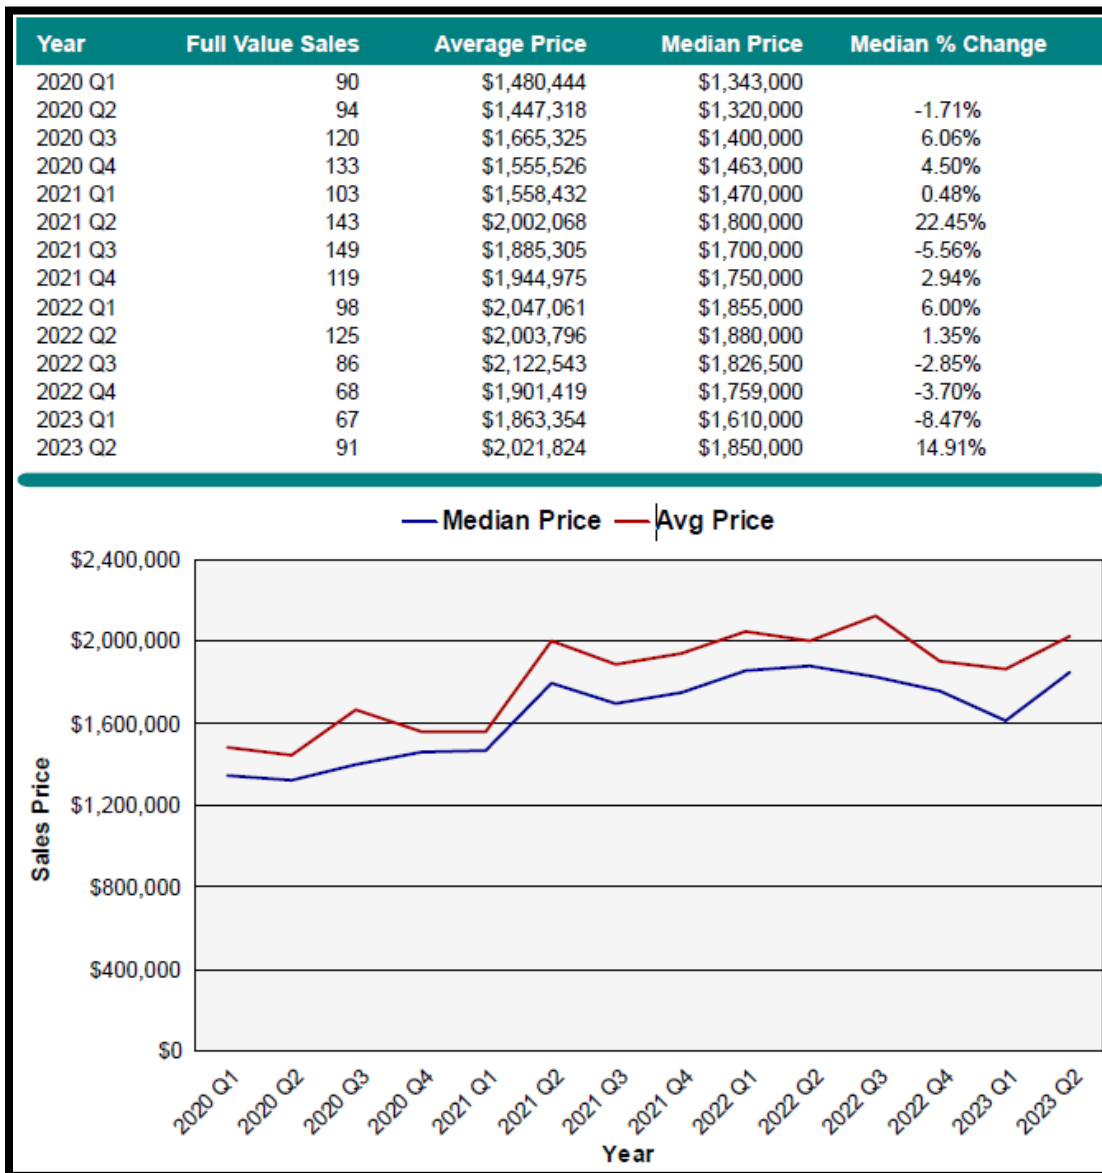 Year Full Value Sales Average Price Median Price Median % Change
2020 Q1 90 $1,480,444 $1,343,000
2020 Q2 94 $1,447,318 $1,320,000 -1.71%
2020 Q3 120 $1,665,325 $1,400,000 6.06%
2020 Q4 133 $1,555,526 $1,463,000 4.50%
2021 Q1 103 $1,558,432 $1,470,000 0.48%
2021 Q2 143 $2,002,068 $1,800,000 22.45%
2021 Q3 149 $1,885,305 $1,700,000 -5.56%
2021 Q4 119 $1,944,975 $1,750,000 2.94%
2022 Q1 98 $2,047,061 $1,855,000 6.00%
2022 Q2 125 $2,003,796 $1,880,000 1.35%
2022 Q3 86 $2,122,543 $1,826,500 -2.85%
2022 Q4 68 $1,901,419 $1,759,000 -3.70%
2023 Q1 67 $1,863,354 $1,610,000 -8.47%
2023 Q2 91 $2,021,824 $1,850,000 14.91%
Median Price Avg Price
$2,400,000
$2,000,000
$1,600,000
$1,200,000
$800,000
$400,000
$0
Sales Price
2020 Q1 2020 Q2 2020 Q3 2020 Q4 2021 Q1 2021 Q2 2021 Q3 2021 Q4 2022 Q1 2022 Q2 2022 Q3 2022 Q4 2023 Q1 2023 Q2
Year